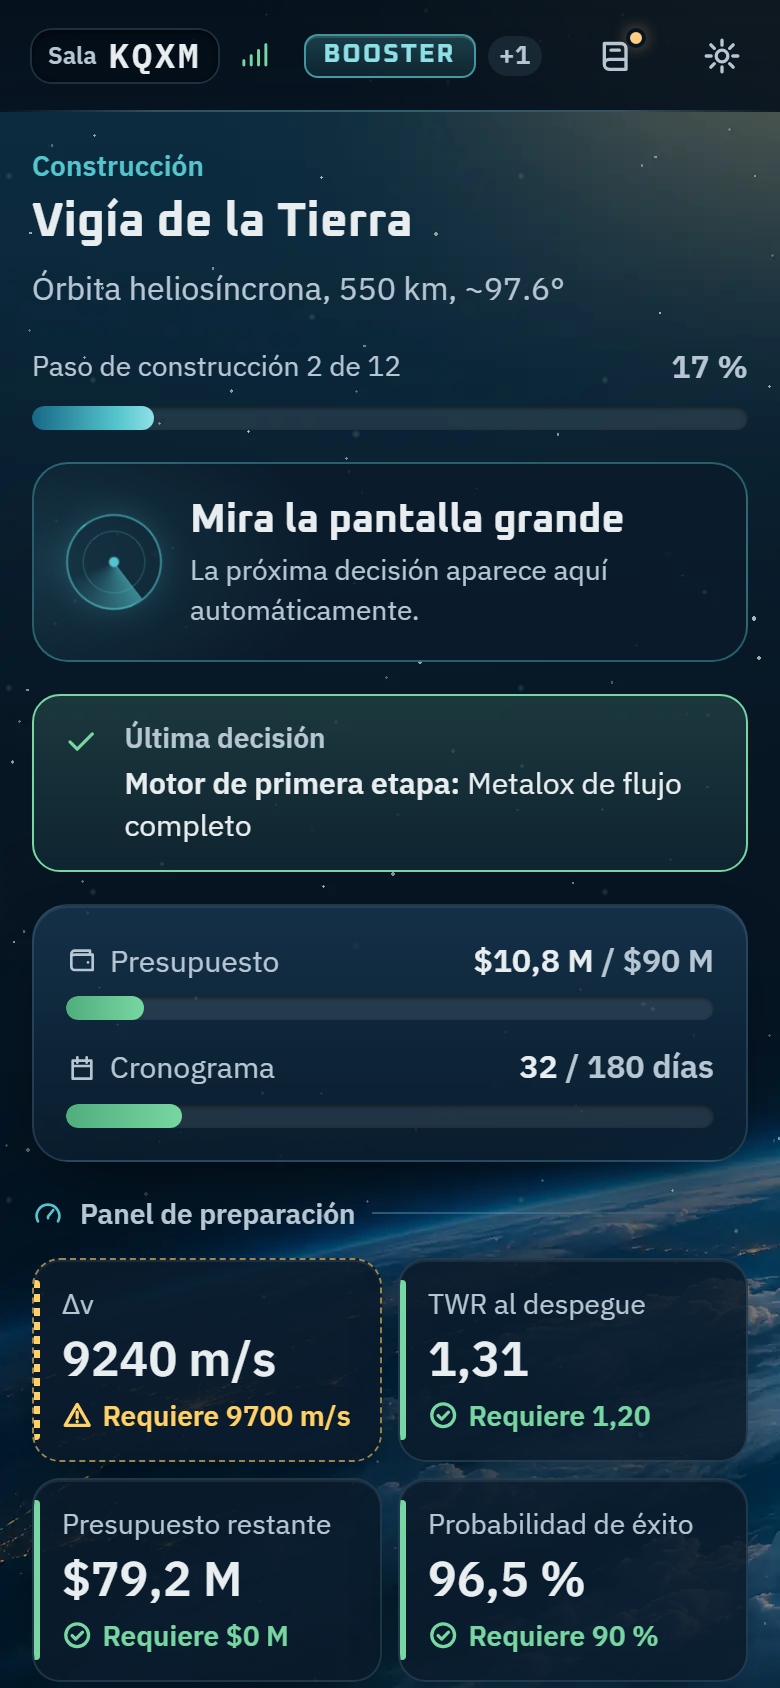 Sala KQXM BOOSTER +1
Construcción
Vigía de la Tierra
Órbita heliosíncrona, 550 km, ~97.6°
Paso de construcción 2 de 12 17 %
Mira la pantalla grande
La próxima decisión aparece aquí
automáticamente.
Última decisión
Motor de primera etapa: Metalox de flujo
completo
Presupuesto $10,8 M / $90 M
Cronograma 32 / 180 días
Panel de preparación
Δv
9240 m/s
Requiere 9700 m/s
TWR al despegue
1,31
Requiere 1,20
Presupuesto restante
$79,2 M
Requiere $0 M
Probabilidad de éxito
96,5 %
Requiere 90 %